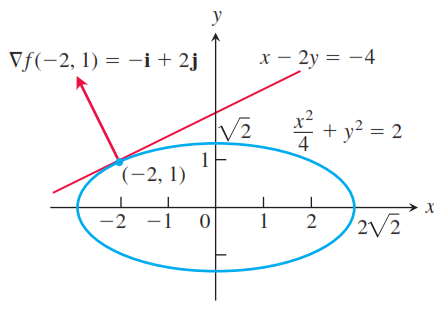 y
∇f(−2, 1) = −i + 2j
x − 2y = −4
√2
x²/4 + y² = 2
1
(−2, 1)
x
−2 −1 0 1 2 2√2